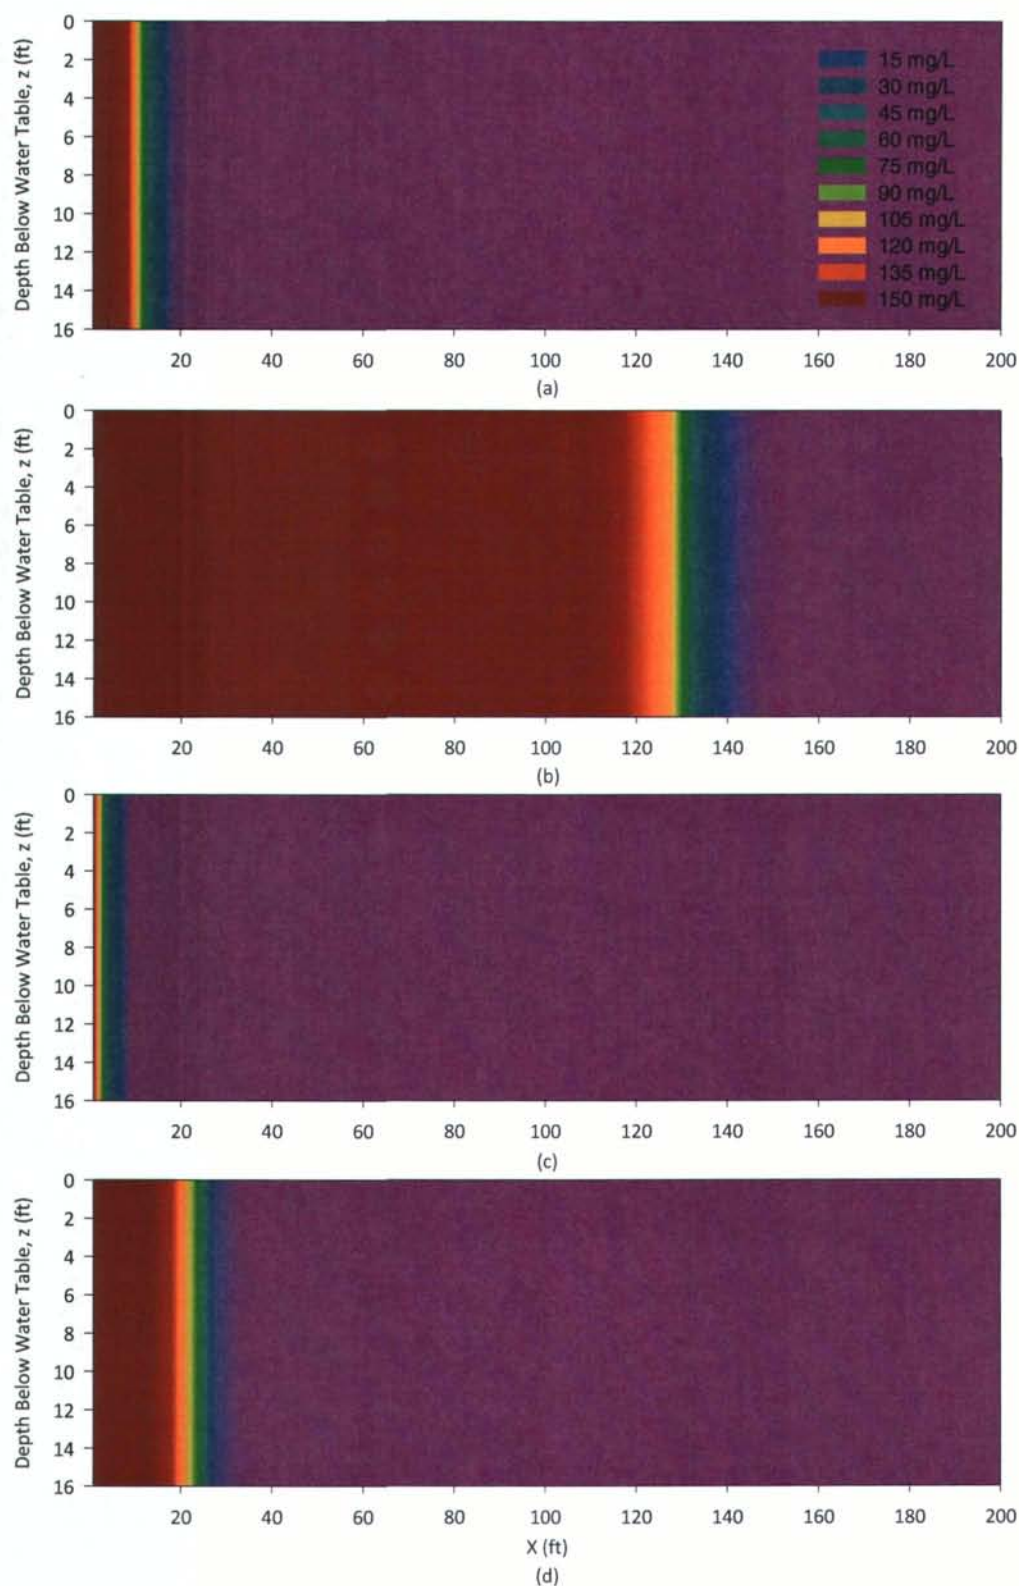 Depth Below Water Table, z (ft)
0
2
4
6
8
10
12
14
16
15 mg/L
30 mg/L
45 mg/L
60 mg/L
75 mg/L
90 mg/L
105 mg/L
120 mg/L
135 mg/L
150 mg/L
20 40 60 80 100 120 140 160 180 200
(a)
Depth Below Water Table, z (ft)
0
2
4
6
8
10
12
14
16
20 40 60 80 100 120 140 160 180 200
(b)
Depth Below Water Table, z (ft)
0
2
4
6
8
10
12
14
16
20 40 60 80 100 120 140 160 180 200
(c)
Depth Below Water Table, z (ft)
0
2
4
6
8
10
12
14
16
20 40 60 80 100 120 140 160 180 200
X (ft)
(d)